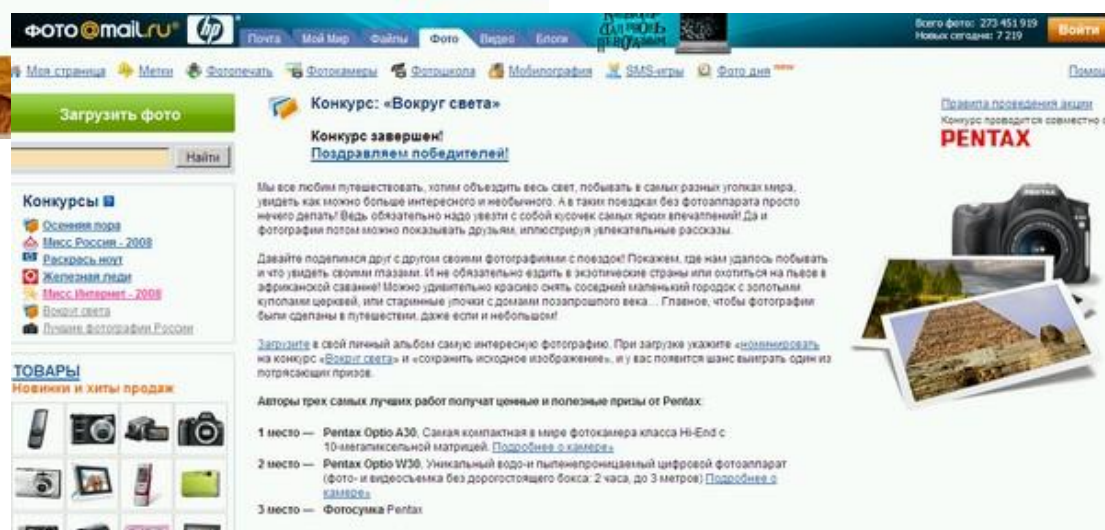 фото@mail.ru® hp
Почта Мой Мир Файлы Фото Видео Блоги
Всего фото: 273 451 919
Новых сегодня: 7 219
Войти
Моя страница Метки Фотопечать Фотокамеры Фотошкола Мобилография SMS-игры Фото дня new
Загрузить фото
Найти
Конкурсы
Осенняя пора
Мисс Россия - 2008
Раскрась ноут
Железная леди
Мисс Интернет - 2008
Вокруг света
Лучшие фотографии России
ТОВАРЫ
Новинки и хиты продаж
Конкурс: «Вокруг света»
Конкурс завершен!
Поздравляем победителей!
Мы все любим путешествовать, хотим объездить весь свет, побывать в самых разных уголках мира,
увидеть как можно больше интересного и необычного. А в таких поездках без фотоаппарата просто
нечего делать! Ведь обязательно надо увезти с собой кусочек самых ярких впечатлений! Да и
фотографии потом можно показывать друзьям, иллюстрируя увлекательные рассказы.
Давайте поделимся друг с другом своими фотографиями с поездок! Покажем, где нам удалось побывать
и что увидеть своими глазами. И не обязательно ездить в экзотические страны или охотиться на львов в
африканской саванне! Можно удивительно красиво снять соседний маленький городок с золотыми
куполами церквей, или старинные улочки с домами позапрошлого века... Главное, чтобы фотографии
были сделаны в путешествии, даже если и небольшом!
Загрузите в свой личный альбом самую интересную фотографию. При загрузке укажите «номинировать
на конкурс «Вокруг света» и «сохранить исходное изображение», и у вас появится шанс выиграть один из
потрясающих призов.
Авторы трех самых лучших работ получат ценные и полезные призы от Pentax:
1 место — Pentax Optio A30, Самая компактная в мире фотокамера класса Hi-End с
10-мегапиксельной матрицей. Подробнее о камере»
2 место — Pentax Optio W30, Уникальный водо-и пыленепроницаемый цифровой фотоаппарат
(фото- и видеосъемка без дорогостоящего бокса: 2 часа, до 3 метров) Подробнее о
камере»
3 место — Фотосумка Pentax
Правила проведения акции
Конкурс проводится совместно с
PENTAX